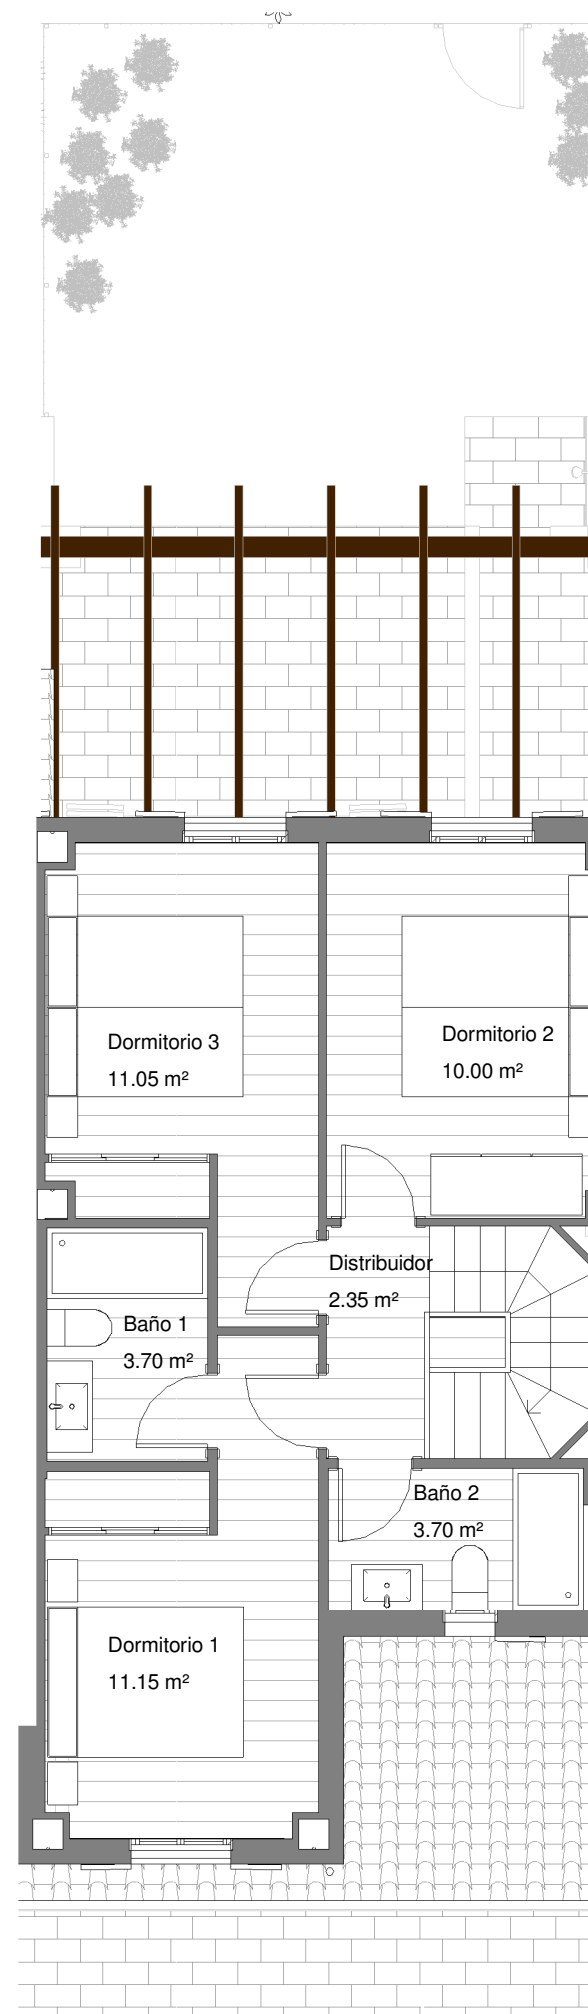 Dormitorio 3
11.05 m²
Dormitorio 2
10.00 m²
Distribuidor
2.35 m²
Baño 1
3.70 m²
Baño 2
3.70 m²
Dormitorio 1
11.15 m²